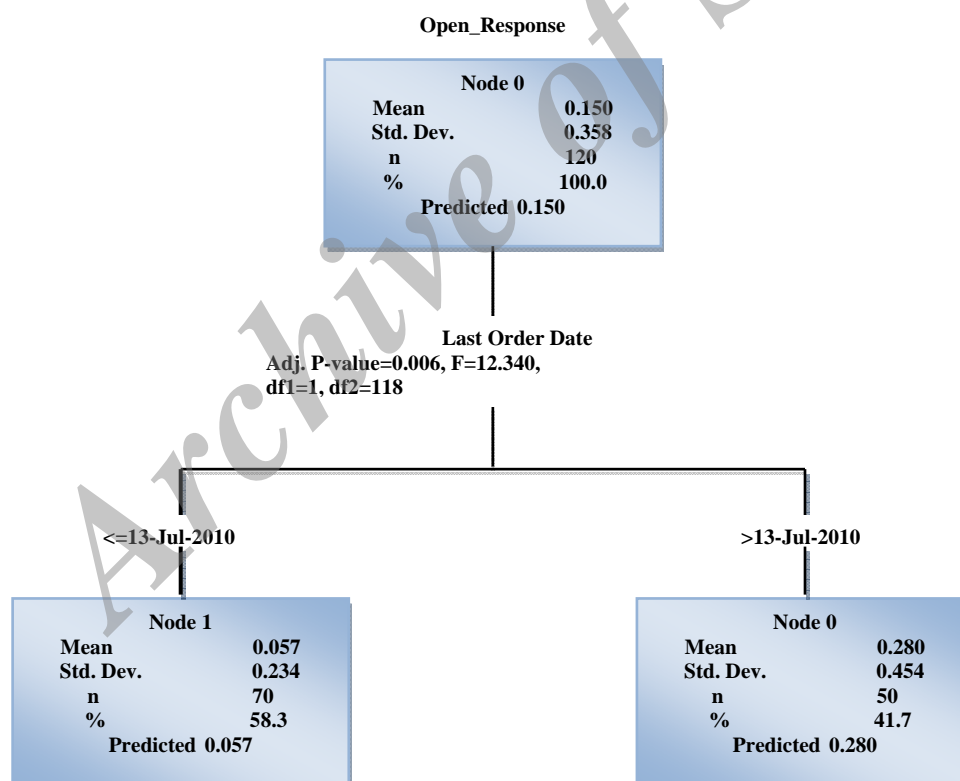 Open_Response
Node 0
Mean 0.150
Std. Dev. 0.358
n 120
% 100.0
Predicted 0.150
Last Order Date
Adj. P-value=0.006, F=12.340,
df1=1, df2=118
<=13-Jul-2010
>13-Jul-2010
Node 1
Mean 0.057
Std. Dev. 0.234
n 70
% 58.3
Predicted 0.057
Node 0
Mean 0.280
Std. Dev. 0.454
n 50
% 41.7
Predicted 0.280
Archive of S